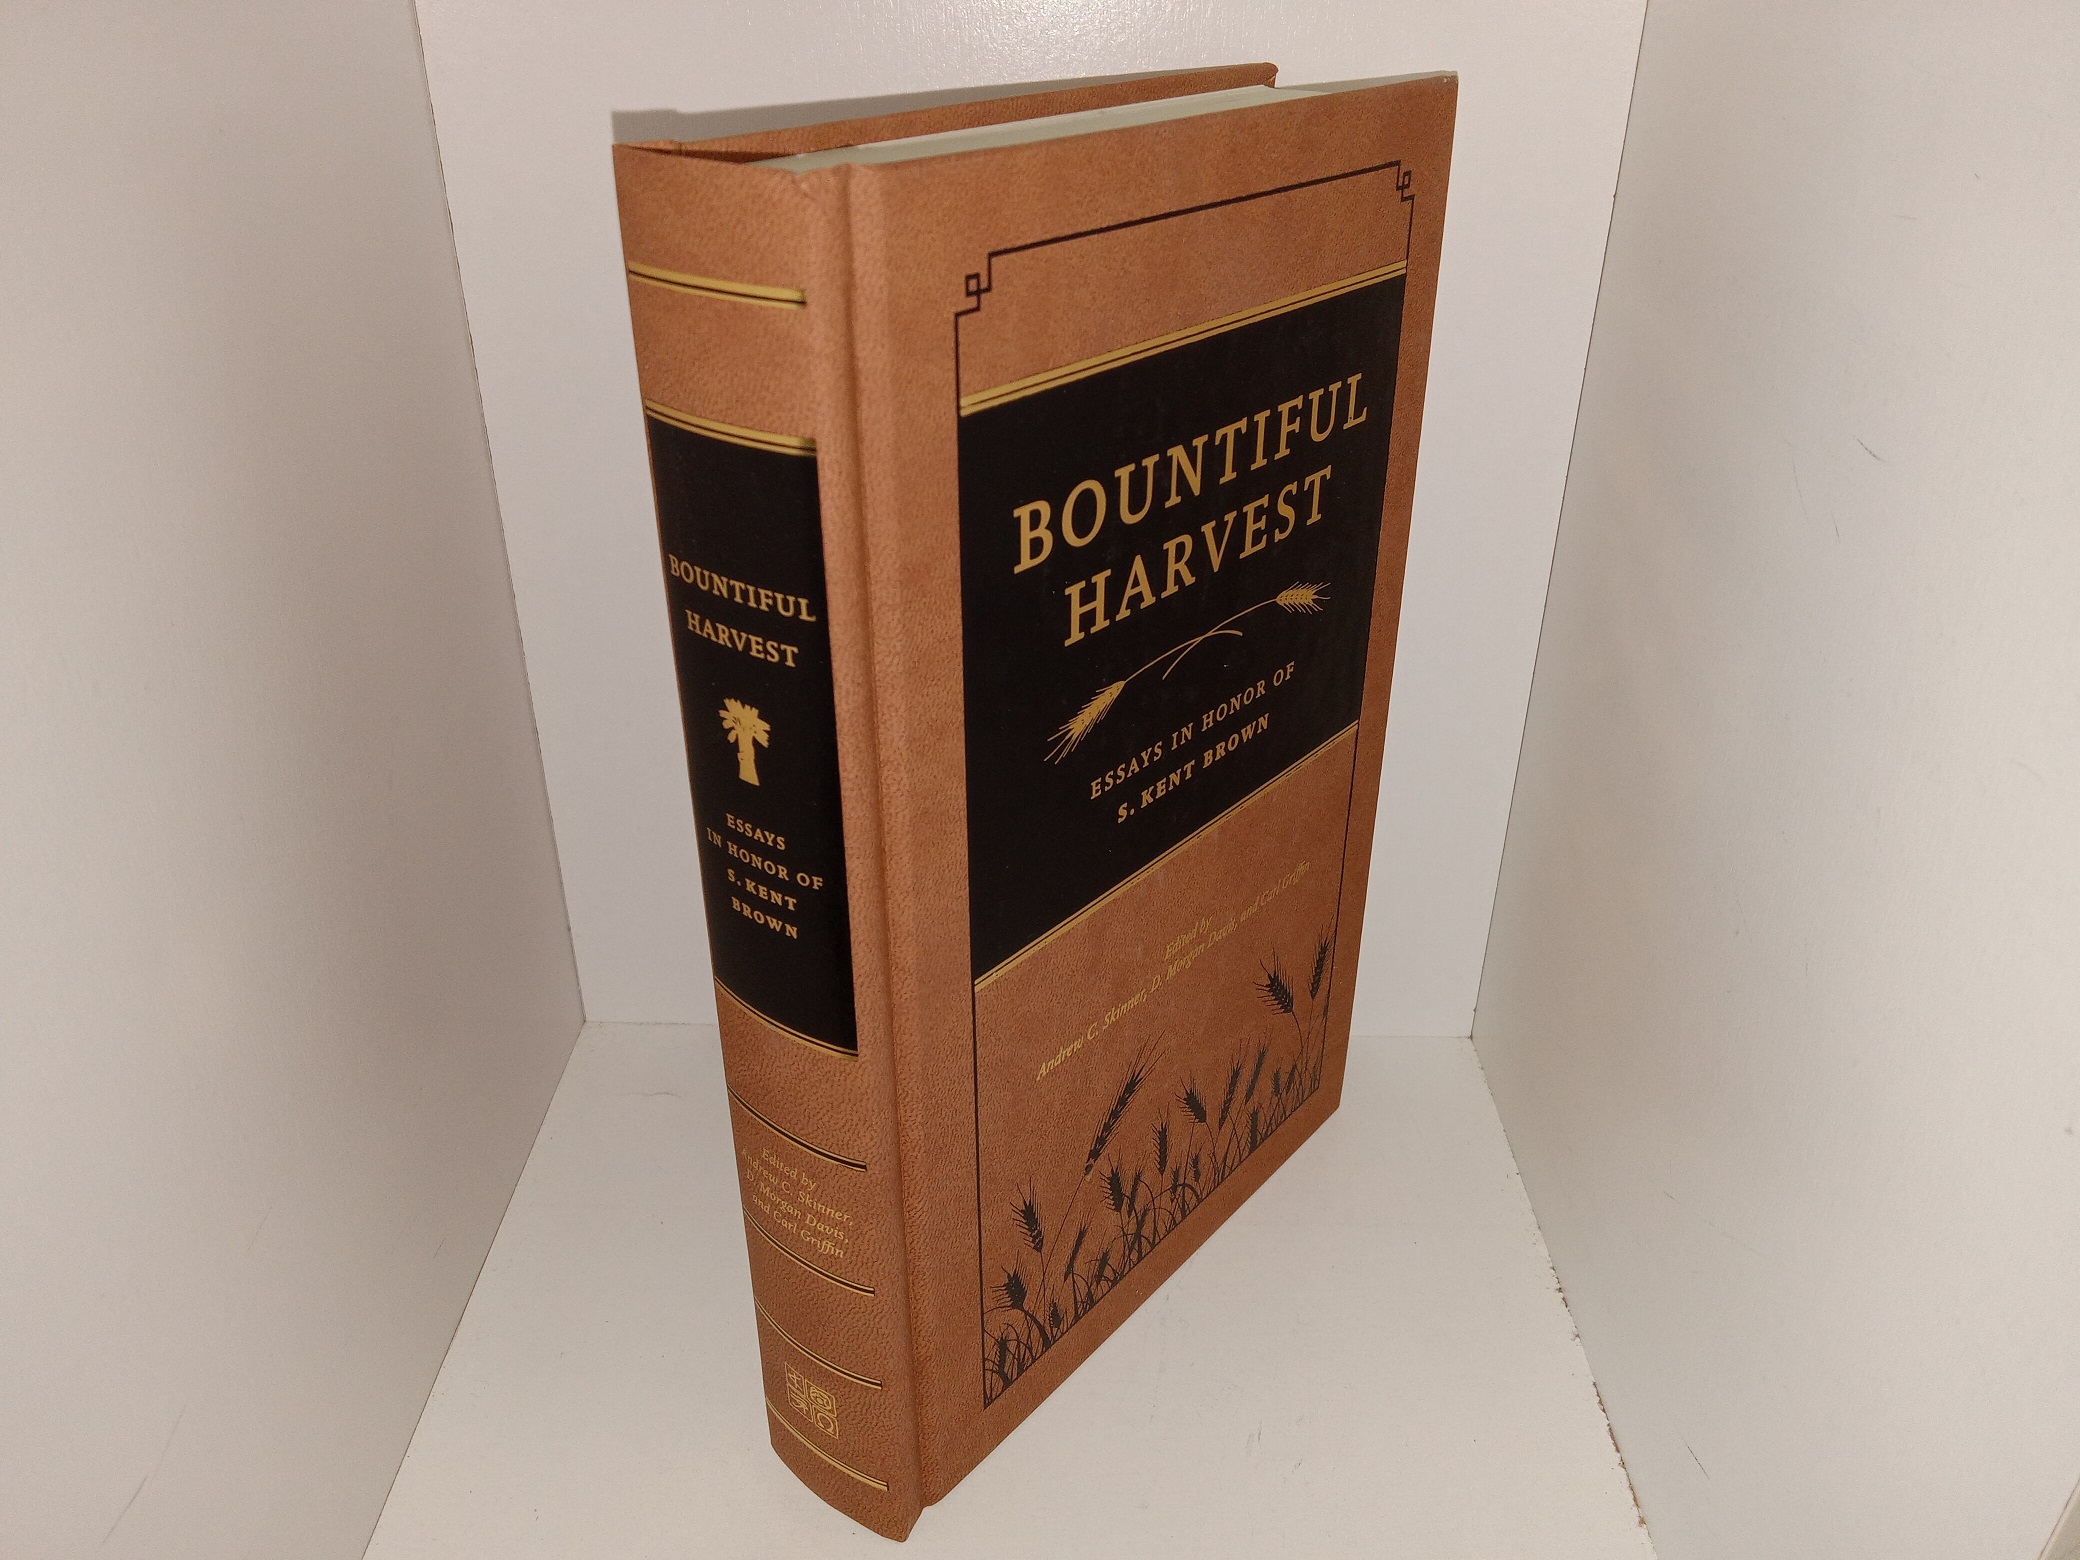 BOUNTIFUL
HARVEST
ESSAYS
IN HONOR OF
S. KENT
BROWN
Edited by
Andrew C. Skinner,
D. Morgan Davis,
and Carl Griffin
BOUNTIFUL
HARVEST
ESSAYS IN HONOR OF
S. KENT BROWN
Edited by
Andrew C. Skinner, D. Morgan Davis, and Carl Griffin